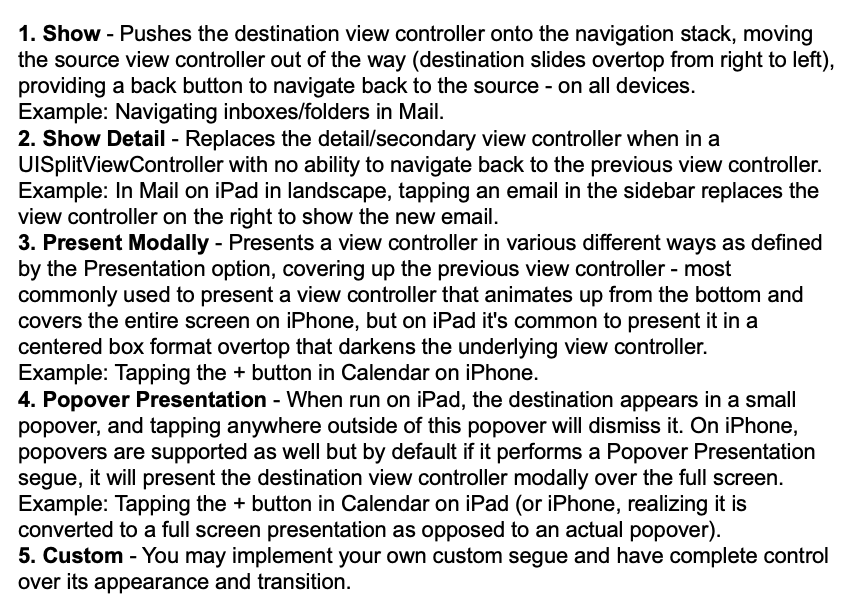 1. Show - Pushes the destination view controller onto the navigation stack, moving
the source view controller out of the way (destination slides overtop from right to left),
providing a back button to navigate back to the source - on all devices.
Example: Navigating inboxes/folders in Mail.
2. Show Detail - Replaces the detail/secondary view controller when in a
UISplitViewController with no ability to navigate back to the previous view controller.
Example: In Mail on iPad in landscape, tapping an email in the sidebar replaces the
view controller on the right to show the new email.
3. Present Modally - Presents a view controller in various different ways as defined
by the Presentation option, covering up the previous view controller - most
commonly used to present a view controller that animates up from the bottom and
covers the entire screen on iPhone, but on iPad it's common to present it in a
centered box format overtop that darkens the underlying view controller.
Example: Tapping the + button in Calendar on iPhone.
4. Popover Presentation - When run on iPad, the destination appears in a small
popover, and tapping anywhere outside of this popover will dismiss it. On iPhone,
popovers are supported as well but by default if it performs a Popover Presentation
segue, it will present the destination view controller modally over the full screen.
Example: Tapping the + button in Calendar on iPad (or iPhone, realizing it is
converted to a full screen presentation as opposed to an actual popover).
5. Custom - You may implement your own custom segue and have complete control
over its appearance and transition.